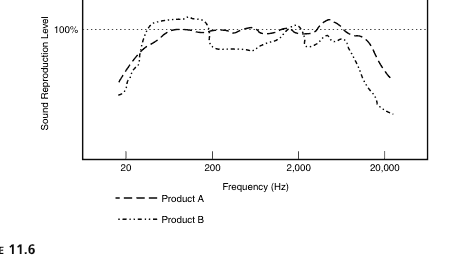 Sound Reproduction Level
100%
20 200 2,000 20,000
Frequency (Hz)
Product A
Product B
E 11.6